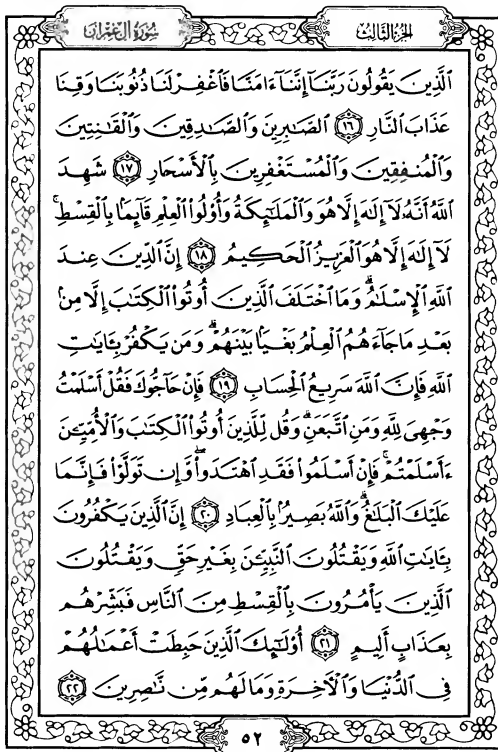 سُورَةُ آلِ عِمْرَانَ
الجُزْءُ الثَّالِثُ
ٱلَّذِينَ يَقُولُونَ رَبَّنَآ إِنَّنَآ ءَامَنَّا فَٱغْفِرْ لَنَا ذُنُوبَنَا وَقِنَا
عَذَابَ ٱلنَّارِ ١٦ ٱلصَّٰبِرِينَ وَٱلصَّٰدِقِينَ وَٱلْقَٰنِتِينَ
وَٱلْمُنفِقِينَ وَٱلْمُسْتَغْفِرِينَ بِٱلْأَسْحَارِ ١٧ شَهِدَ
ٱللَّهُ أَنَّهُۥ لَآ إِلَٰهَ إِلَّا هُوَ وَٱلْمَلَٰٓئِكَةُ وَأُو۟لُوا۟ ٱلْعِلْمِ قَآئِمًۢا بِٱلْقِسْطِ ۚ
لَآ إِلَٰهَ إِلَّا هُوَ ٱلْعَزِيزُ ٱلْحَكِيمُ ١٨ إِنَّ ٱلدِّينَ عِندَ
ٱللَّهِ ٱلْإِسْلَٰمُ ۗ وَمَا ٱخْتَلَفَ ٱلَّذِينَ أُوتُوا۟ ٱلْكِتَٰبَ إِلَّا مِنۢ
بَعْدِ مَا جَآءَهُمُ ٱلْعِلْمُ بَغْيًۢا بَيْنَهُمْ ۗ وَمَن يَكْفُرْ بِـَٔايَٰتِ
ٱللَّهِ فَإِنَّ ٱللَّهَ سَرِيعُ ٱلْحِسَابِ ١٩ فَإِنْ حَآجُّوكَ فَقُلْ أَسْلَمْتُ
وَجْهِىَ لِلَّهِ وَمَنِ ٱتَّبَعَنِ ۗ وَقُل لِّلَّذِينَ أُوتُوا۟ ٱلْكِتَٰبَ وَٱلْأُمِّيِّـۧنَ
ءَأَسْلَمْتُمْ ۚ فَإِنْ أَسْلَمُوا۟ فَقَدِ ٱهْتَدَوا۟ ۖ وَّإِن تَوَلَّوْا۟ فَإِنَّمَا
عَلَيْكَ ٱلْبَلَٰغُ ۗ وَٱللَّهُ بَصِيرٌۢ بِٱلْعِبَادِ ٢٠ إِنَّ ٱلَّذِينَ يَكْفُرُونَ
بِـَٔايَٰتِ ٱللَّهِ وَيَقْتُلُونَ ٱلنَّبِيِّـۧنَ بِغَيْرِ حَقٍّ وَيَقْتُلُونَ
ٱلَّذِينَ يَأْمُرُونَ بِٱلْقِسْطِ مِنَ ٱلنَّاسِ فَبَشِّرْهُم
بِعَذَابٍ أَلِيمٍ ٢١ أُو۟لَٰٓئِكَ ٱلَّذِينَ حَبِطَتْ أَعْمَٰلُهُمْ
فِى ٱلدُّنْيَا وَٱلْءَاخِرَةِ وَمَا لَهُم مِّن نَّٰصِرِينَ ٢٢
٥٢